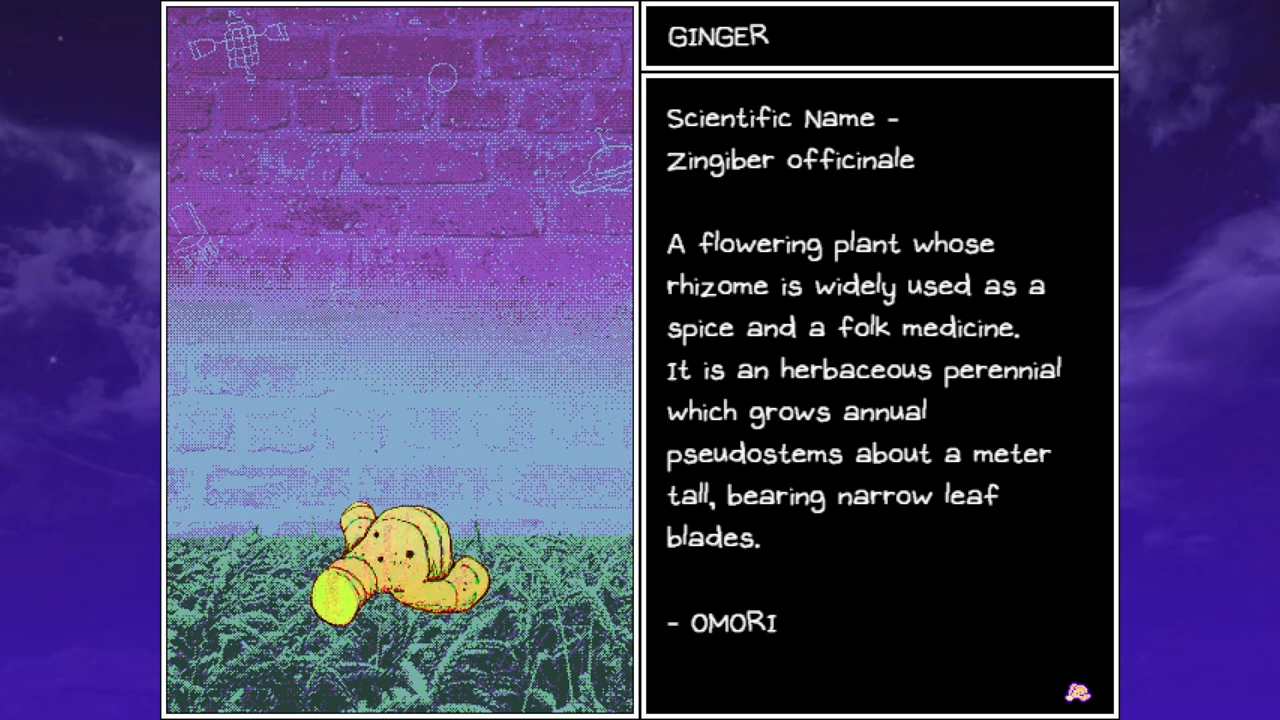 GINGER
Scientific Name -
Zingiber officinale
A flowering plant whose
rhizome is widely used as a
spice and a folk medicine.
It is an herbaceous perennial
which grows annual
pseudostems about a meter
tall, bearing narrow leaf
blades.
- OMORI